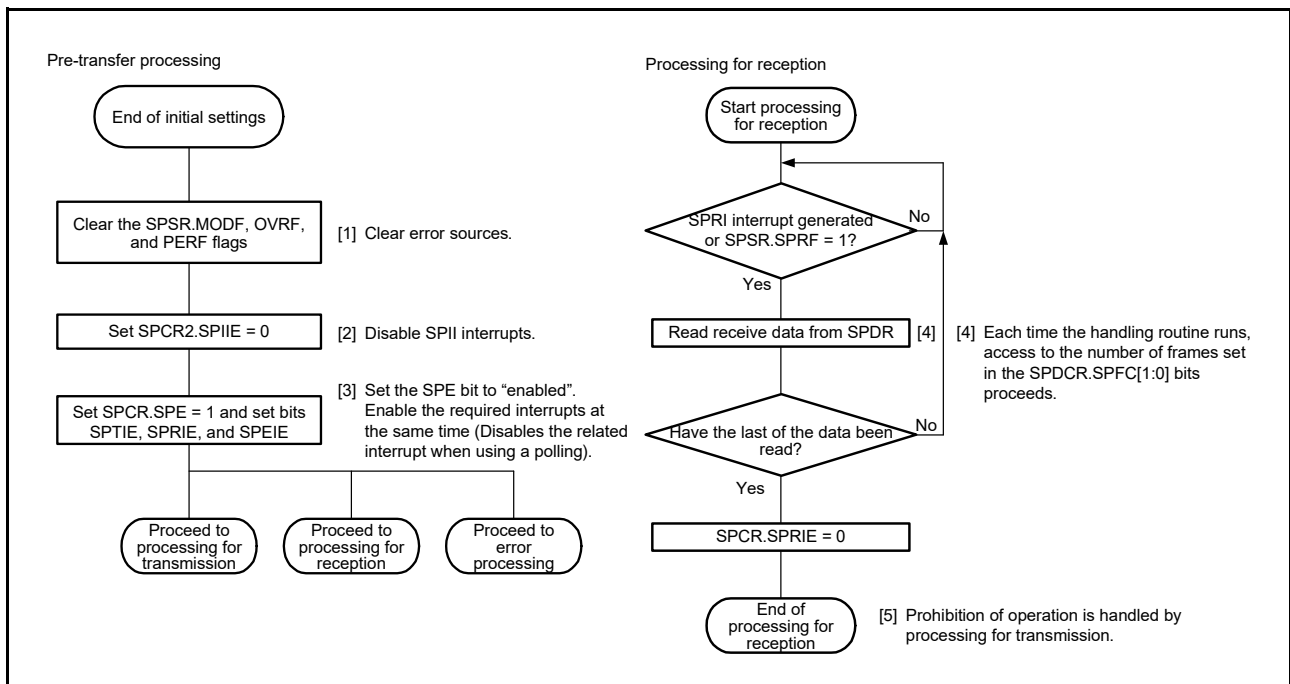 Pre-transfer processing
End of initial settings
Clear the SPSR.MODF, OVRF,
and PERF flags
[1] Clear error sources.
Set SPCR2.SPIIE = 0
[2] Disable SPII interrupts.
Set SPCR.SPE = 1 and set bits
SPTIE, SPRIE, and SPEIE
[3] Set the SPE bit to “enabled”.
Enable the required interrupts at
the same time (Disables the related
interrupt when using a polling).
Proceed to
processing for
transmission
Proceed to
processing for
reception
Proceed to
error
processing
Processing for reception
Start processing
for reception
SPRI interrupt generated
or SPSR.SPRF = 1?
No
Yes
Read receive data from SPDR
[4]
[4] Each time the handling routine runs,
access to the number of frames set
in the SPDCR.SPFC[1:0] bits
proceeds.
Have the last of the data been
read?
No
Yes
SPCR.SPRIE = 0
End of
processing for
reception
[5] Prohibition of operation is handled by
processing for transmission.